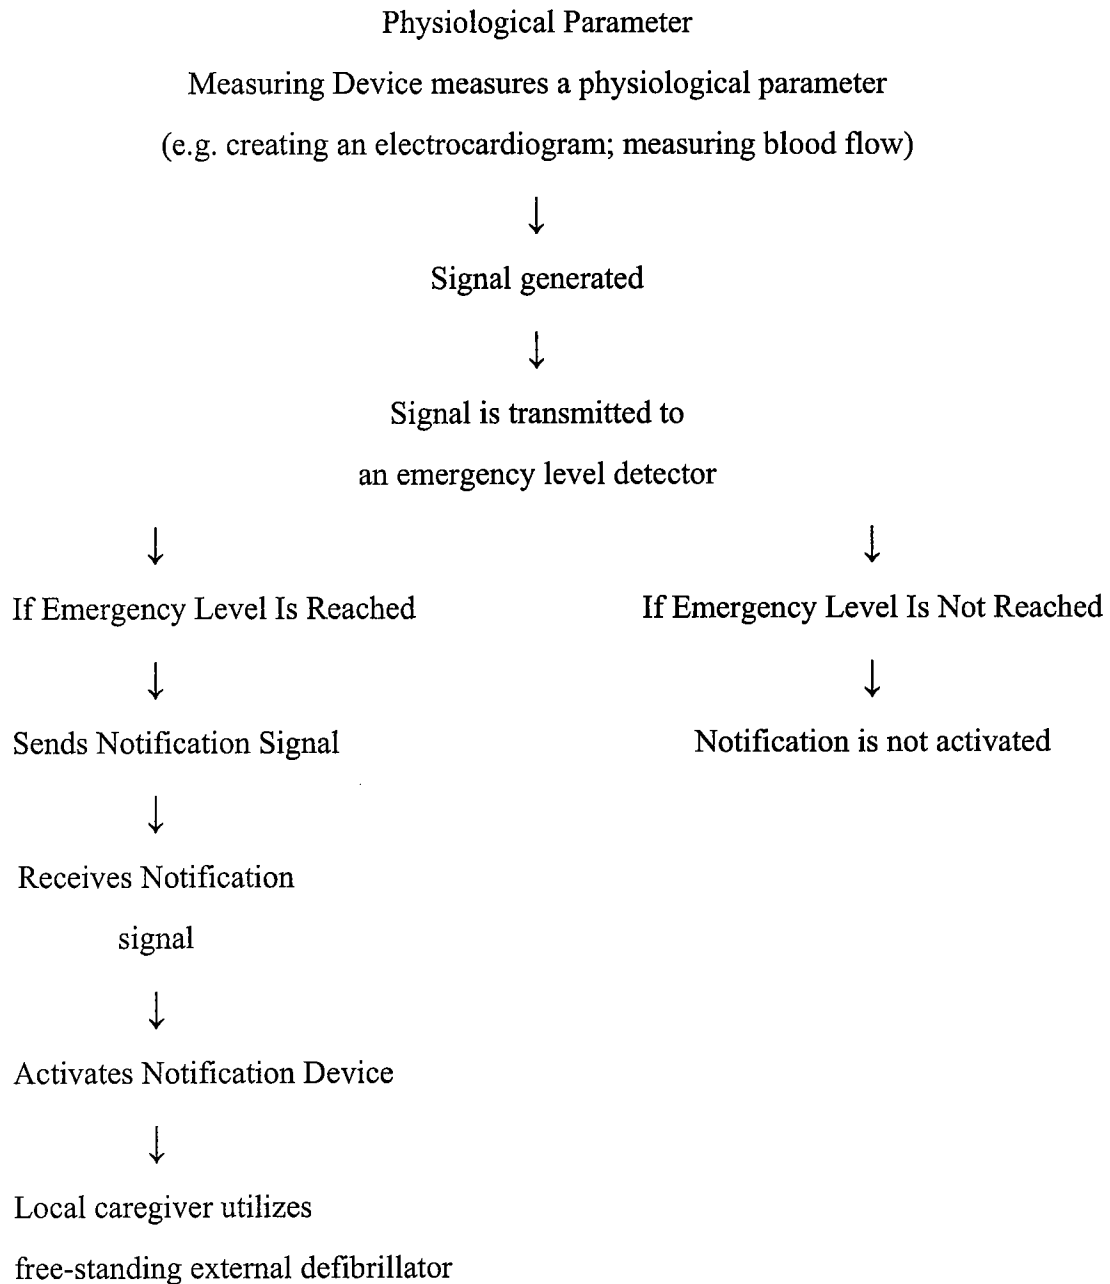 Physiological Parameter
Measuring Device measures a physiological parameter
(e.g. creating an electrocardiogram; measuring blood flow)
↓
Signal generated
↓
Signal is transmitted to
an emergency level detector
↓ ↓
If Emergency Level Is Reached If Emergency Level Is Not Reached
↓ ↓
Sends Notification Signal Notification is not activated
↓
Receives Notification
signal
↓
Activates Notification Device
↓
Local caregiver utilizes
free-standing external defibrillator